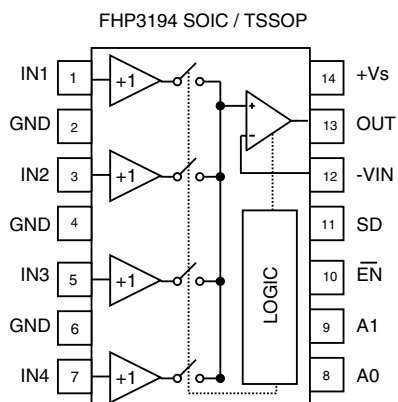 FHP3194 SOIC / TSSOP
IN1 1 +1 14 +Vs
GND 2 + 13 OUT
IN2 3 +1 – 12 -VIN
GND 4 11 SD
IN3 5 +1 LOGIC 10 E̅N̅
GND 6 9 A1
IN4 7 +1 8 A0